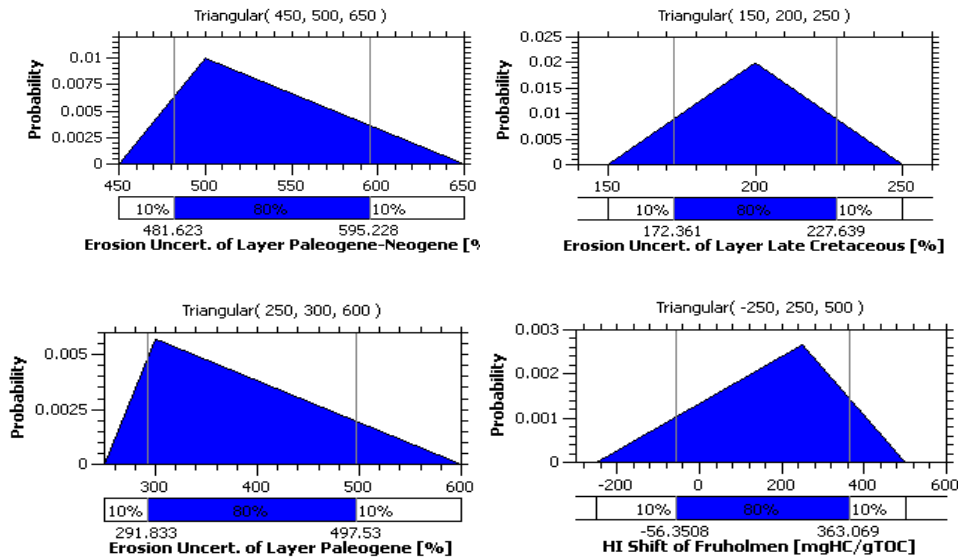 Triangular( 450, 500, 650 )
0.01
0.0075
0.005
0.0025
0
Probability
450 500 550 600 650
10% 80% 10%
481.623 595.228
Erosion Uncert. of Layer Paleogene-Neogene [%
Triangular( 150, 200, 250 )
0.025
0.02
0.015
0.01
0.005
0
Probability
150 200 250
10% 80% 10%
172.361 227.639
Erosion Uncert. of Layer Late Cretaceous [%]
Triangular( 250, 300, 600 )
0.005
0.0025
0
Probability
300 400 500 600
10% 80% 10%
291.833 497.53
Erosion Uncert. of Layer Paleogene [%]
Triangular( -250, 250, 500 )
0.003
0.002
0.001
0.000
Probability
-200 0 200 400 600
10% 80% 10%
-56.3508 363.069
HI Shift of Fruholmen [mgHC/gTOC]